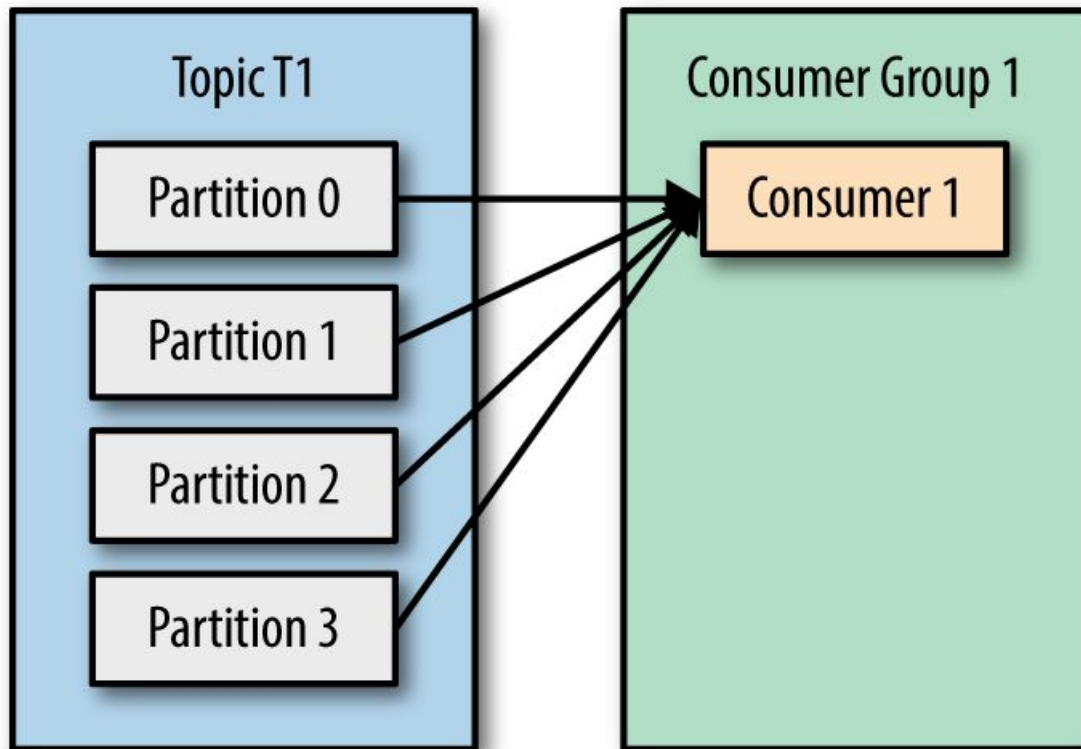 Topic T1
Partition 0
Partition 1
Partition 2
Partition 3
Consumer Group 1
Consumer 1